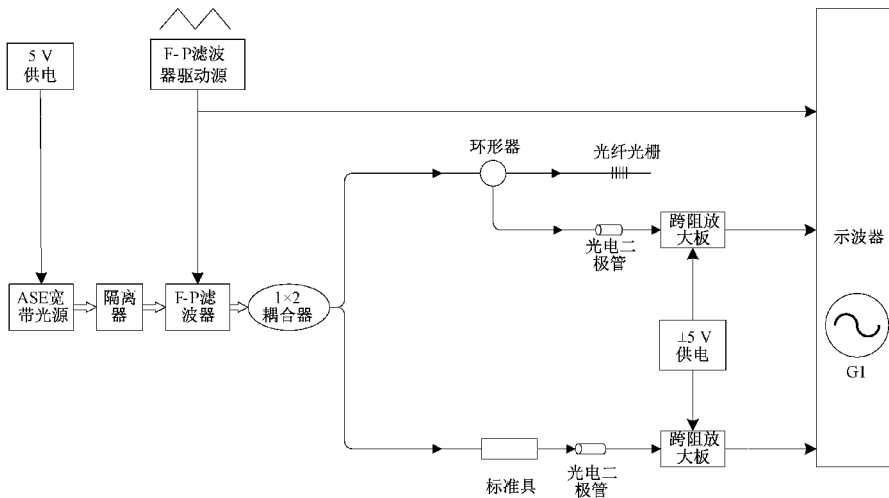 5 V
供电
F-P滤波
器驱动源
环形器
光纤光栅
光电二
极管
跨阻放
大板
示波器
ASE宽
带光源
隔离
器
F-P滤
波器
1×2
耦合器
⊥5 V
供电
G1
标准具
光电二
极管
跨阻放
大板